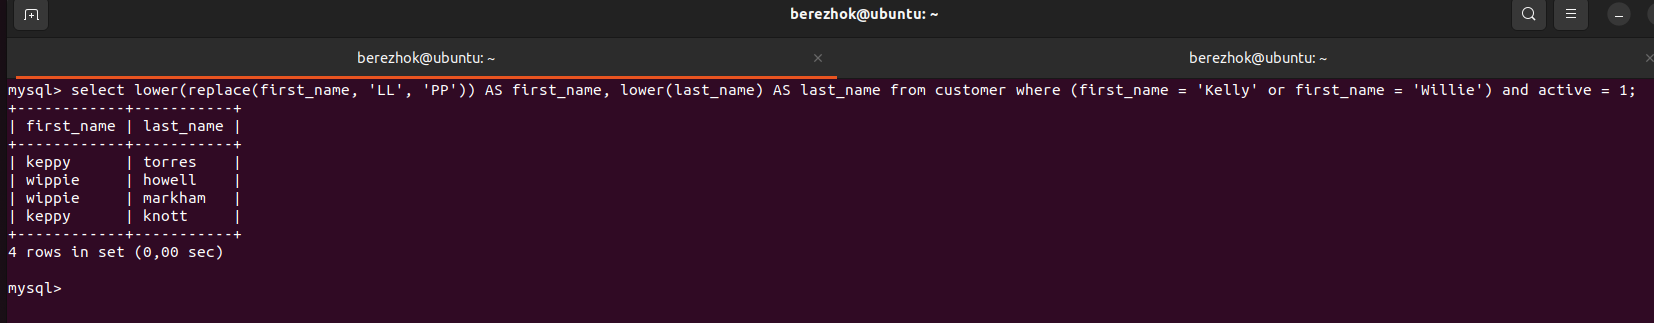 berezhok@ubuntu: ~
berezhok@ubuntu: ~ × berezhok@ubuntu: ~ ×
mysql> select lower(replace(first_name, 'LL', 'PP')) AS first_name, lower(last_name) AS last_name from customer where (first_name = 'Kelly' or first_name = 'Willie') and active = 1;
+------------+-----------+
| first_name | last_name |
+------------+-----------+
| keppy      | torres    |
| wippie     | howell    |
| wippie     | markham   |
| keppy      | knott     |
+------------+-----------+
4 rows in set (0,00 sec)
mysql>